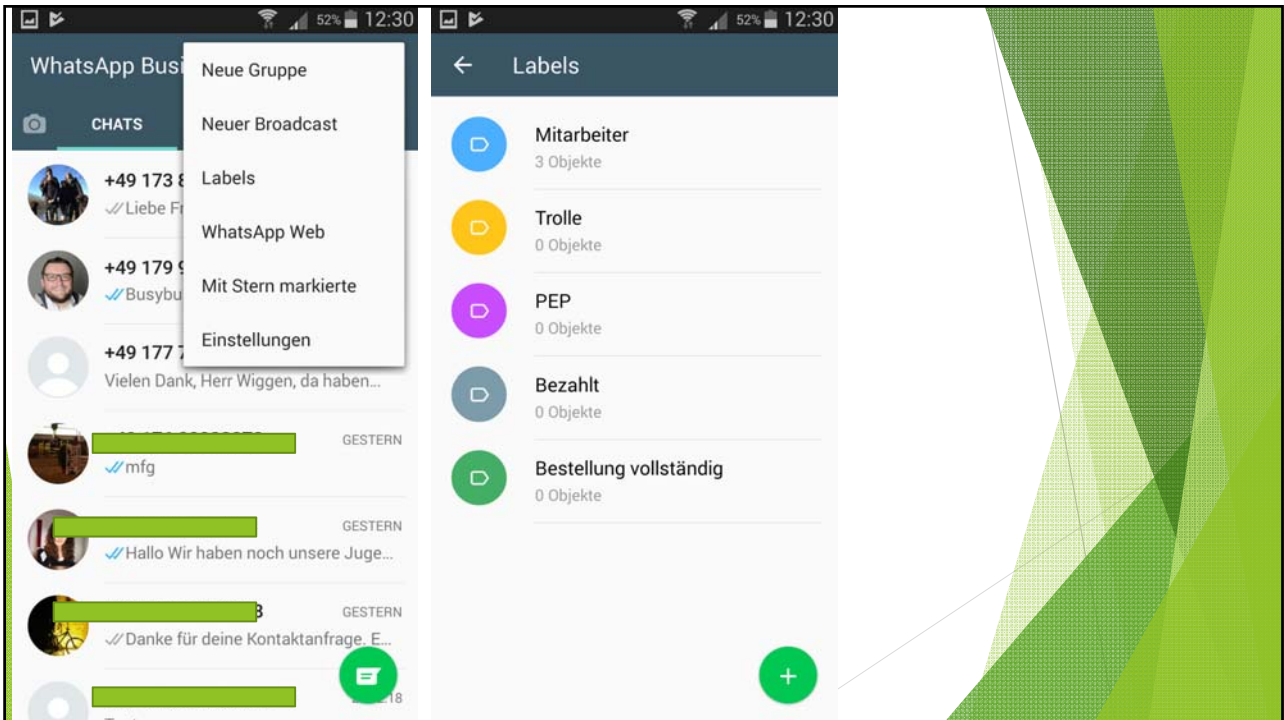 52% 12:30
WhatsApp Busi
CHATS
Neue Gruppe
Neuer Broadcast
Labels
WhatsApp Web
Mit Stern markierte
Einstellungen
+49 173 8
Liebe Fr
+49 179 9
Busybu
+49 177 7
Vielen Dank, Herr Wiggen, da haben...
GESTERN
mfg
GESTERN
Hallo Wir haben noch unsere Juge...
GESTERN
Danke für deine Kontaktanfrage. E...
18
52% 12:30
Labels
Mitarbeiter
3 Objekte
Trolle
0 Objekte
PEP
0 Objekte
Bezahlt
0 Objekte
Bestellung vollständig
0 Objekte